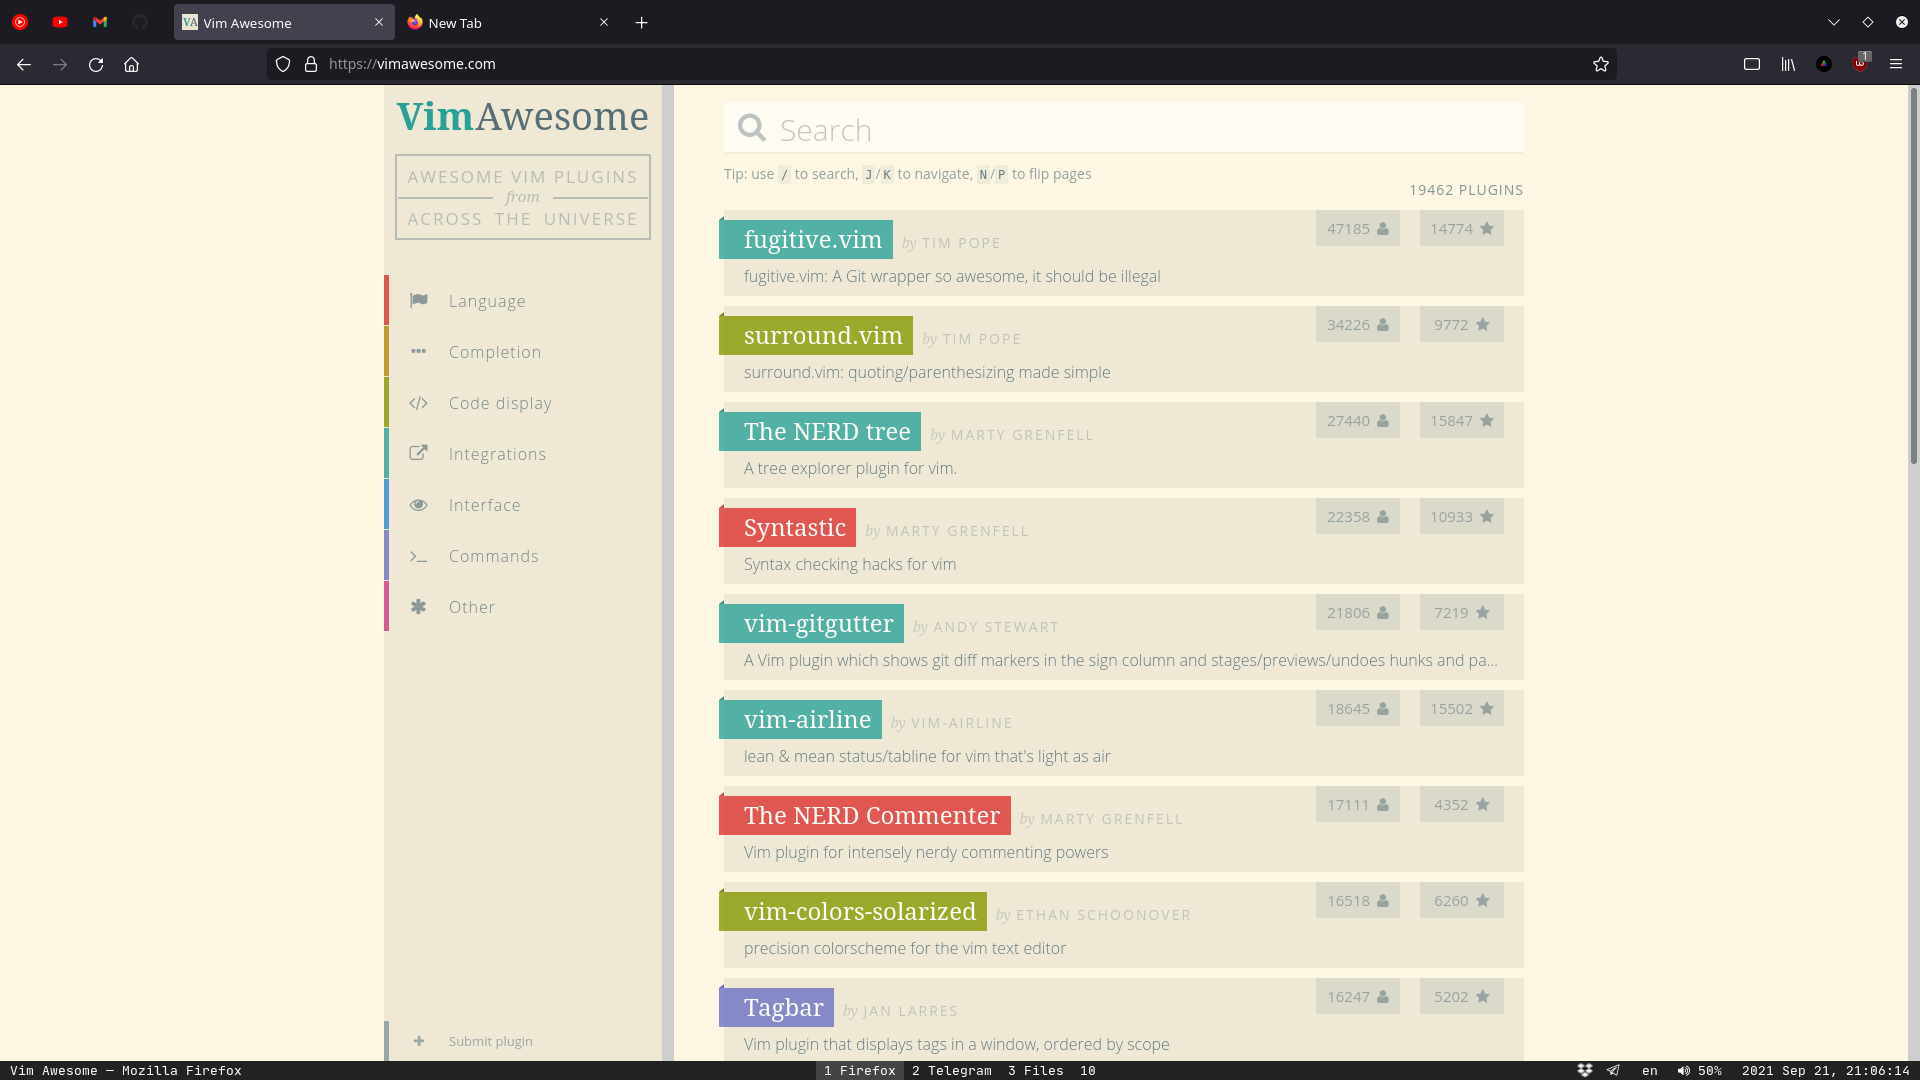 Vim Awesome
New Tab
https://vimawesome.com
1
VimAwesome
AWESOME VIM PLUGINS
from
ACROSS THE UNIVERSE
Language
Completion
Code display
Integrations
Interface
Commands
Other
Submit plugin
Search
Tip: use / to search, J/K to navigate, N/P to flip pages
19462 PLUGINS
fugitive.vim by TIM POPE 47185 14774
fugitive.vim: A Git wrapper so awesome, it should be illegal
surround.vim by TIM POPE 34226 9772
surround.vim: quoting/parenthesizing made simple
The NERD tree by MARTY GRENFELL 27440 15847
A tree explorer plugin for vim.
Syntastic by MARTY GRENFELL 22358 10933
Syntax checking hacks for vim
vim-gitgutter by ANDY STEWART 21806 7219
A Vim plugin which shows git diff markers in the sign column and stages/previews/undoes hunks and pa...
vim-airline by VIM-AIRLINE 18645 15502
lean & mean status/tabline for vim that's light as air
The NERD Commenter by MARTY GRENFELL 17111 4352
Vim plugin for intensely nerdy commenting powers
vim-colors-solarized by ETHAN SCHOONOVER 16518 6260
precision colorscheme for the vim text editor
Tagbar by JAN LARRES 16247 5202
Vim plugin that displays tags in a window, ordered by scope
Vim Awesome — Mozilla Firefox 1 Firefox 2 Telegram 3 Files 10 en 50% 2021 Sep 21, 21:06:14